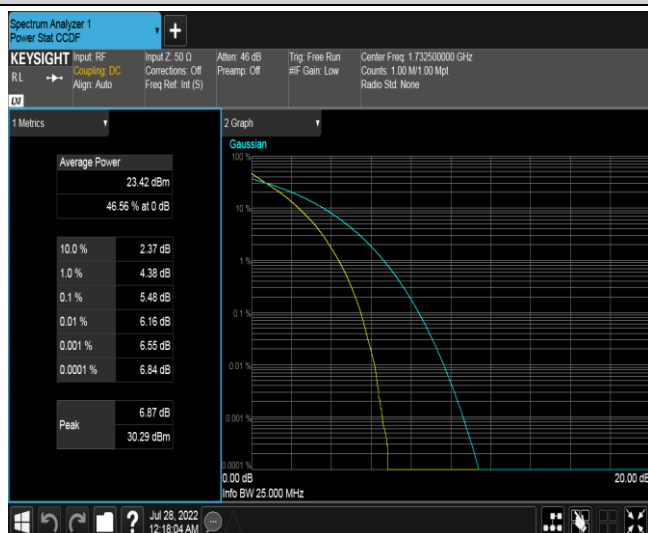 Spectrum Analyzer 1
Power Stat CCDF
+
KEYSIGHT
RL
LXI
Input: RF
Coupling: DC
Align: Auto
Input Z: 50 Ω
Corrections: Off
Freq Ref: Int (S)
Atten: 46 dB
Preamp: Off
Trig: Free Run
#IF Gain: Low
Center Freq: 1.732500000 GHz
Counts: 1.00 M/1.00 Mpt
Radio Std: None
1 Metrics
Average Power
23.42 dBm
46.56 % at 0 dB
10.0 % 2.37 dB
1.0 % 4.38 dB
0.1 % 5.48 dB
0.01 % 6.16 dB
0.001 % 6.55 dB
0.0001 % 6.84 dB
Peak
6.87 dB
30.29 dBm
2 Graph
Gaussian
100 %
10 %
1 %
0.1 %
0.01 %
0.001 %
0.0001 %
0.00 dB
20.00 dB
Info BW 25.000 MHz
?
Jul 28, 2022
12:18:04 AM